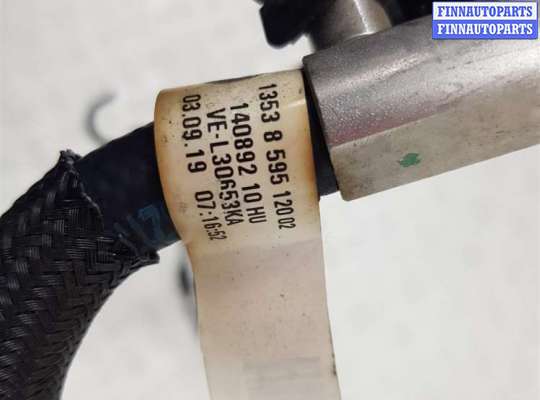 FINNAUTOPARTS
FINNAUTOPARTS
1353 8 595 120 02
140892 10 HU
VE-L30653KA
03.09.19 07:16:52